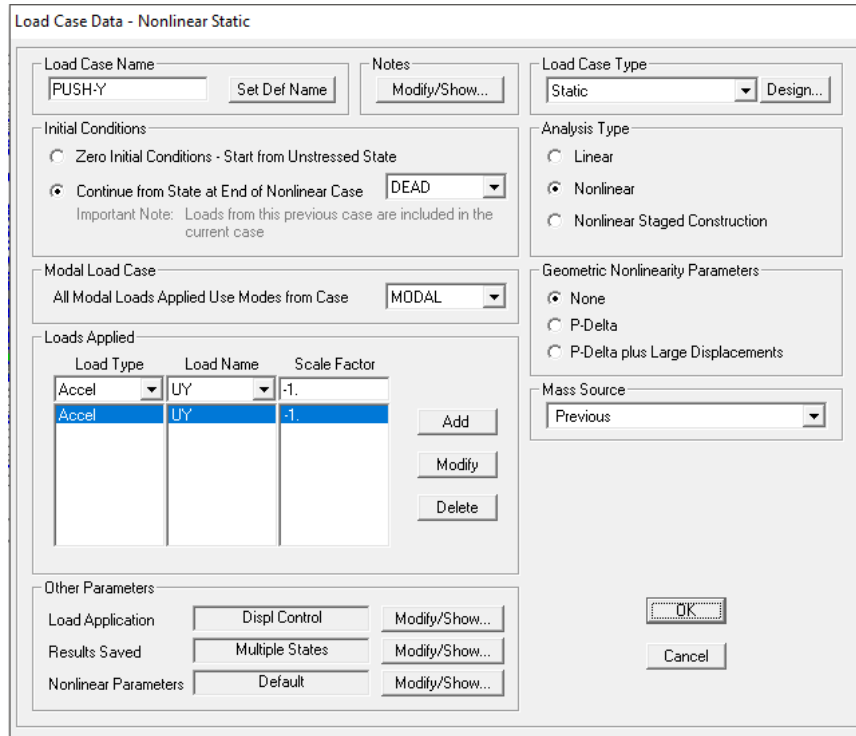 Load Case Data - Nonlinear Static
Load Case Name
PUSH-Y
Set Def Name
Notes
Modify/Show...
Load Case Type
Static
Design...
Initial Conditions
Zero Initial Conditions - Start from Unstressed State
Continue from State at End of Nonlinear Case
DEAD
Important Note: Loads from this previous case are included in the
current case
Analysis Type
Linear
Nonlinear
Nonlinear Staged Construction
Modal Load Case
All Modal Loads Applied Use Modes from Case
MODAL
Geometric Nonlinearity Parameters
None
P-Delta
P-Delta plus Large Displacements
Loads Applied
Load Type Load Name Scale Factor
Accel UY -1.
Accel UY -1.
Add
Modify
Delete
Mass Source
Previous
Other Parameters
Load Application Displ Control Modify/Show...
Results Saved Multiple States Modify/Show...
Nonlinear Parameters Default Modify/Show...
OK
Cancel